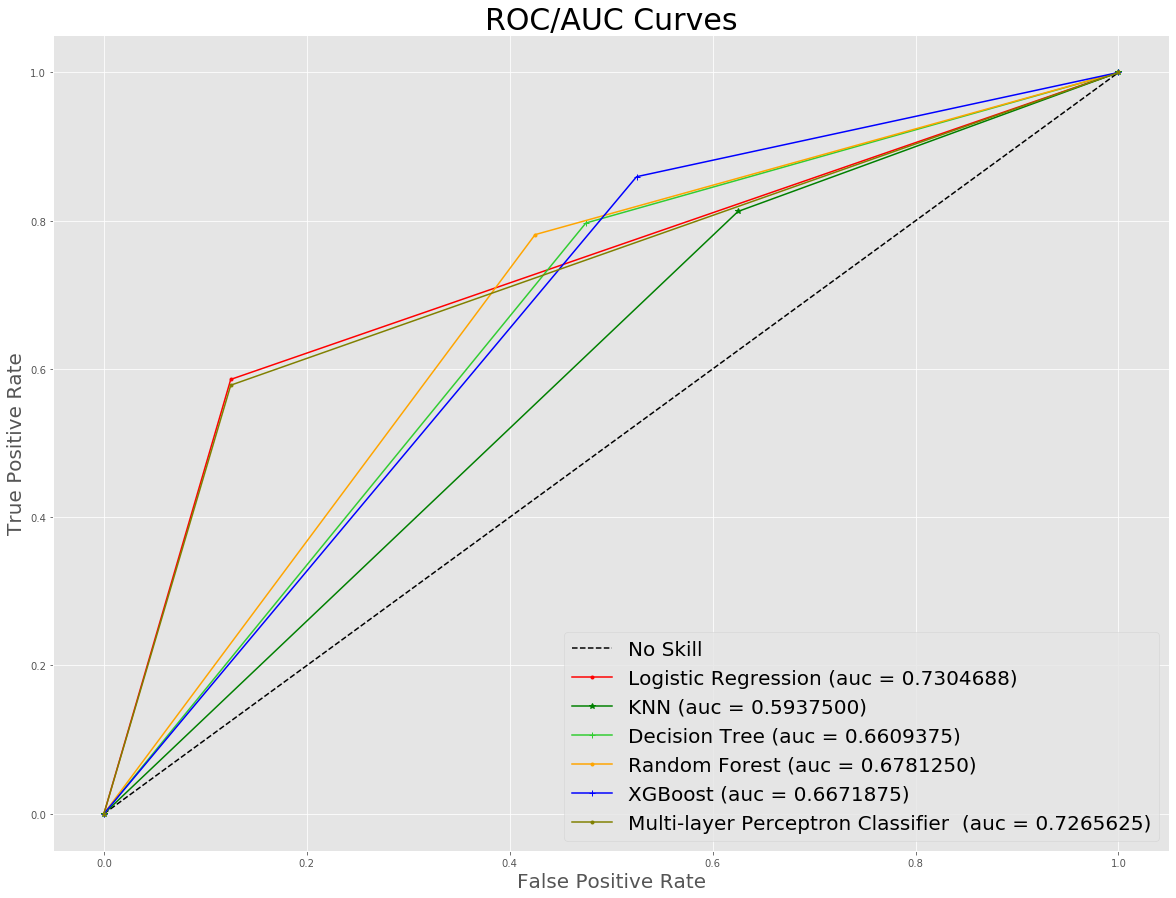 ROC/AUC Curves
True Positive Rate
1.0
0.8
0.6
0.4
0.2
0.0
No Skill
Logistic Regression (auc = 0.7304688)
KNN (auc = 0.5937500)
Decision Tree (auc = 0.6609375)
Random Forest (auc = 0.6781250)
XGBoost (auc = 0.6671875)
Multi-layer Perceptron Classifier  (auc = 0.7265625)
0.0 0.2 0.4 0.6 0.8 1.0
False Positive Rate